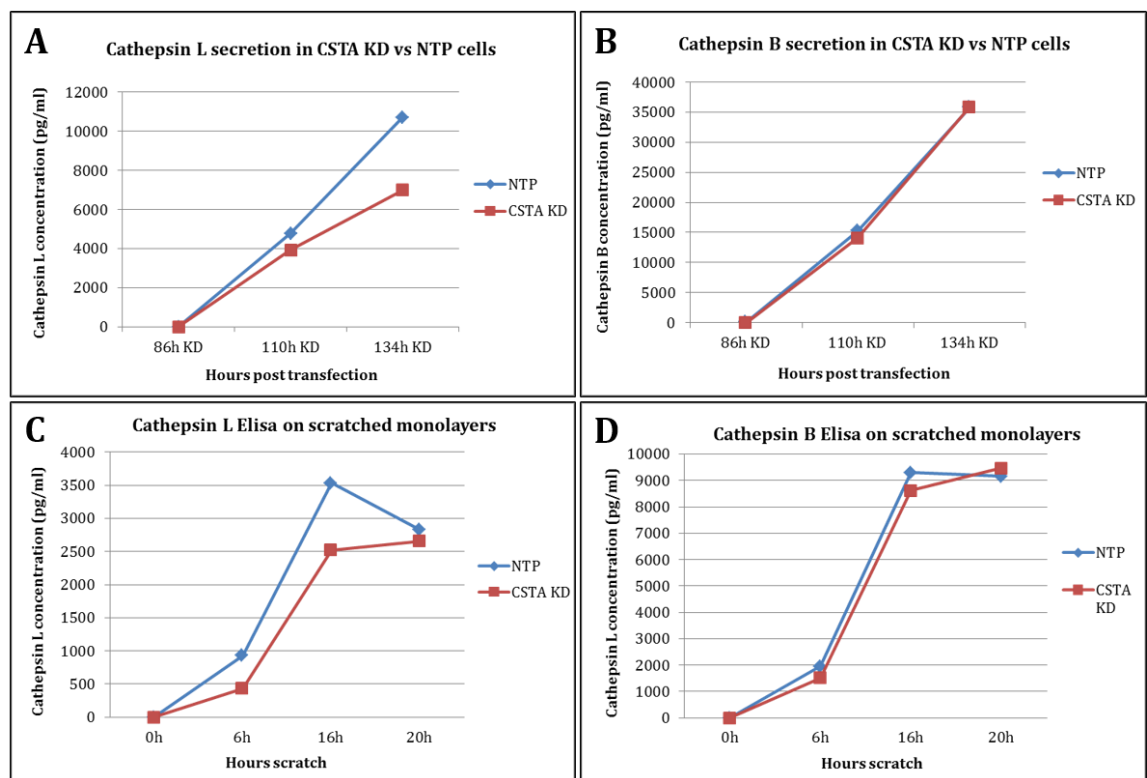 A
Cathepsin L secretion in CSTA KD vs NTP cells
Cathepsin L concentration (pg/ml)
12000
10000
8000
6000
4000
2000
0
86h KD 110h KD 134h KD
Hours post transfection
NTP
CSTA KD
B
Cathepsin B secretion in CSTA KD vs NTP cells
Cathepsin B concentration (pg/ml)
40000
35000
30000
25000
20000
15000
10000
50000
0
86h KD 110h KD 134h KD
Hours post transfection
NTP
CSTA KD
C
Cathepsin L Elisa on scratched monolayers
Cathepsin L concentration (pg/ml)
4000
3500
3000
2500
2000
1500
1000
500
0
0h 6h 16h 20h
Hours scratch
NTP
CSTA KD
D
Cathepsin B Elisa on scratched monolayers
Cathepsin L concentration (pg/ml)
10000
9000
8000
7000
6000
5000
4000
3000
2000
1000
0
0h 6h 16h 20h
Hours scratch
NTP
CSTA
KD